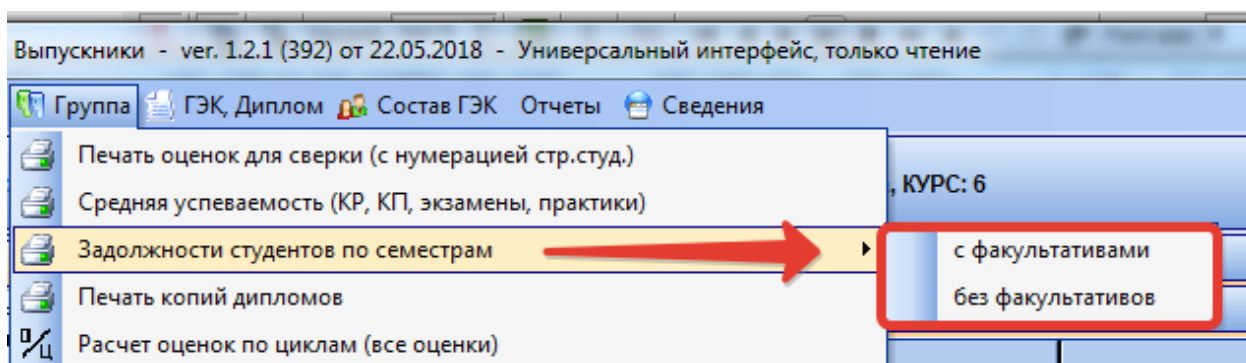 Выпускники - ver. 1.2.1 (392) от 22.05.2018 - Универсальный интерфейс, только чтение
Группа ГЭК, Диплом Состав ГЭК Отчеты Сведения
Печать оценок для сверки (с нумерацией стр.студ.)
, КУРС: 6
Средняя успеваемость (КР, КП, экзамены, практики)
Задолжности студентов по семестрам
с факультативами
Печать копий дипломов
без факультативов
Расчет оценок по циклам (все оценки)